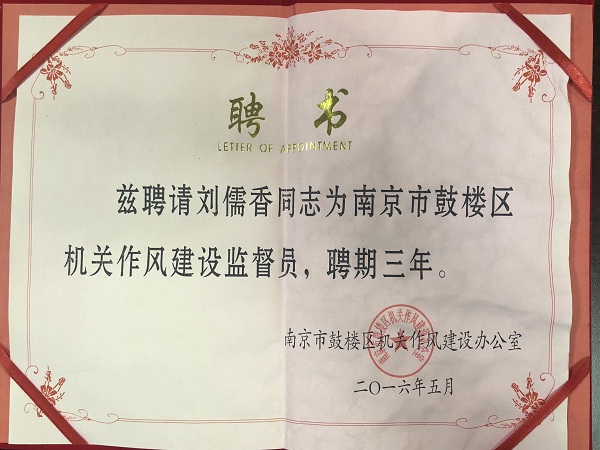 聘书
LETTER OF APPOINTMENT
兹聘请刘儒香同志为南京市鼓楼区
机关作风建设监督员，聘期三年。
南京市鼓楼区机关作风建设办公室
二〇一六年五月